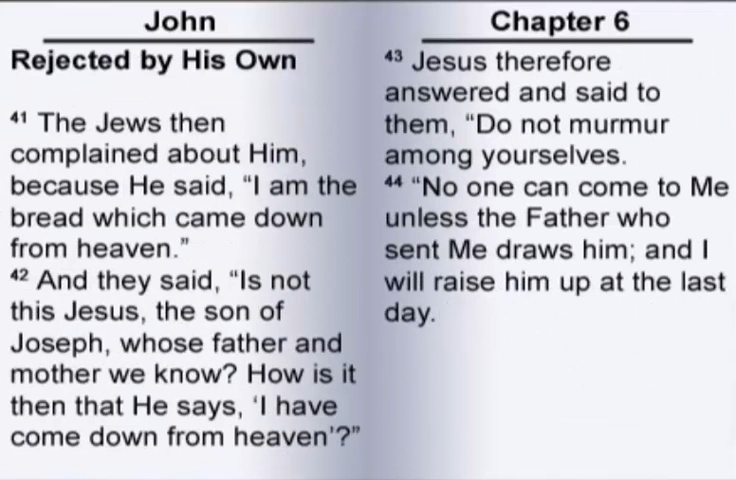 John
Rejected by His Own
⁴¹ The Jews then
complained about Him,
because He said, “I am the
bread which came down
from heaven.”
⁴² And they said, “Is not
this Jesus, the son of
Joseph, whose father and
mother we know? How is it
then that He says, ‘I have
come down from heaven’?”
Chapter 6
⁴³ Jesus therefore
answered and said to
them, “Do not murmur
among yourselves.
⁴⁴ “No one can come to Me
unless the Father who
sent Me draws him; and I
will raise him up at the last
day.